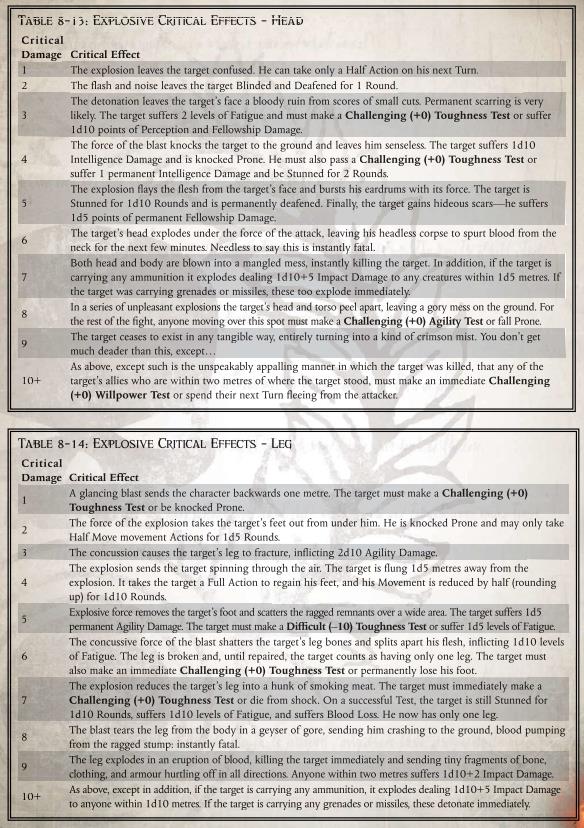 TABLE 8-13: EXPLOSIVE CRITICAL EFFECTS - HEAD
Critical
Damage Critical Effect
1 The explosion leaves the target confused. He can take only a Half Action on his next Turn.
2 The flash and noise leaves the target Blinded and Deafened for 1 Round.
The detonation leaves the target's face a bloody ruin from scores of small cuts. Permanent scarring is very
3 likely. The target suffers 2 levels of Fatigue and must make a Challenging (+0) Toughness Test or suffer
1d10 points of Perception and Fellowship Damage.
The force of the blast knocks the target to the ground and leaves him senseless. The target suffers 1d10
4 Intelligence Damage and is knocked Prone. He must also pass a Challenging (+0) Toughness Test or
suffer 1 permanent Intelligence Damage and be Stunned for 2 Rounds.
The explosion flays the flesh from the target's face and bursts his eardrums with its force. The target is
5 Stunned for 1d10 Rounds and is permanently deafened. Finally, the target gains hideous scars—he suffers
1d5 points of permanent Fellowship Damage.
6 The target's head explodes under the force of the attack, leaving his headless corpse to spurt blood from the
neck for the next few minutes. Needless to say this is instantly fatal.
Both head and body are blown into a mangled mess, instantly killing the target. In addition, if the target is
7 carrying any ammunition it explodes dealing 1d10+5 Impact Damage to any creatures within 1d5 metres. If
the target was carrying grenades or missiles, these too explode immediately.
8 In a series of unpleasant explosions the target's head and torso peel apart, leaving a gory mess on the ground. For
the rest of the fight, anyone moving over this spot must make a Challenging (+0) Agility Test or fall Prone.
9 The target ceases to exist in any tangible way, entirely turning into a kind of crimson mist. You don't get
much deader than this, except…
As above, except such is the unspeakably appalling manner in which the target was killed, that any of the
10+ target's allies who are within two metres of where the target stood, must make an immediate Challenging
(+0) Willpower Test or spend their next Turn fleeing from the attacker.
TABLE 8-14: EXPLOSIVE CRITICAL EFFECTS - LEG
Critical
Damage Critical Effect
1 A glancing blast sends the character backwards one metre. The target must make a Challenging (+0)
Toughness Test or be knocked Prone.
2 The force of the explosion takes the target's feet out from under him. He is knocked Prone and may only take
Half Move movement Actions for 1d5 Rounds.
3 The concussion causes the target's leg to fracture, inflicting 2d10 Agility Damage.
The explosion sends the target spinning through the air. The target is flung 1d5 metres away from the
4 explosion. It takes the target a Full Action to regain his feet, and his Movement is reduced by half (rounding
up) for 1d10 Rounds.
5 Explosive force removes the target's foot and scatters the ragged remnants over a wide area. The target suffers 1d5
permanent Agility Damage. The target must make a Difficult (–10) Toughness Test or suffer 1d5 levels of Fatigue.
The concussive force of the blast shatters the target's leg bones and splits apart his flesh, inflicting 1d10 levels
6 of Fatigue. The leg is broken and, until repaired, the target counts as having only one leg. The target must
also make an immediate Challenging (+0) Toughness Test or permanently lose his foot.
The explosion reduces the target's leg into a hunk of smoking meat. The target must immediately make a
7 Challenging (+0) Toughness Test or die from shock. On a successful Test, the target is still Stunned for
1d10 Rounds, suffers 1d10 levels of Fatigue, and suffers Blood Loss. He now has only one leg.
8 The blast tears the leg from the body in a geyser of gore, sending him crashing to the ground, blood pumping
from the ragged stump: instantly fatal.
9 The leg explodes in an eruption of blood, killing the target immediately and sending tiny fragments of bone,
clothing, and armour hurtling off in all directions. Anyone within two metres suffers 1d10+2 Impact Damage.
10+ As above, except in addition, if the target is carrying any ammunition, it explodes dealing 1d10+5 Impact Damage
to anyone within 1d10 metres. If the target is carrying any grenades or missiles, these detonate immediately.